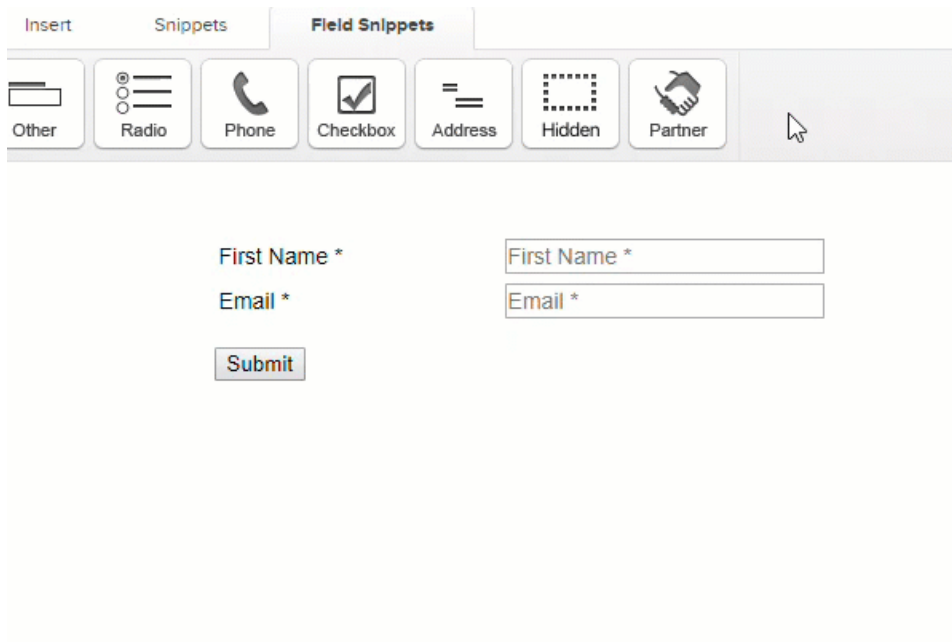 Insert Snippets Field Snippets
Other Radio Phone Checkbox Address Hidden Partner
First Name * First Name *
Email * Email *
Submit